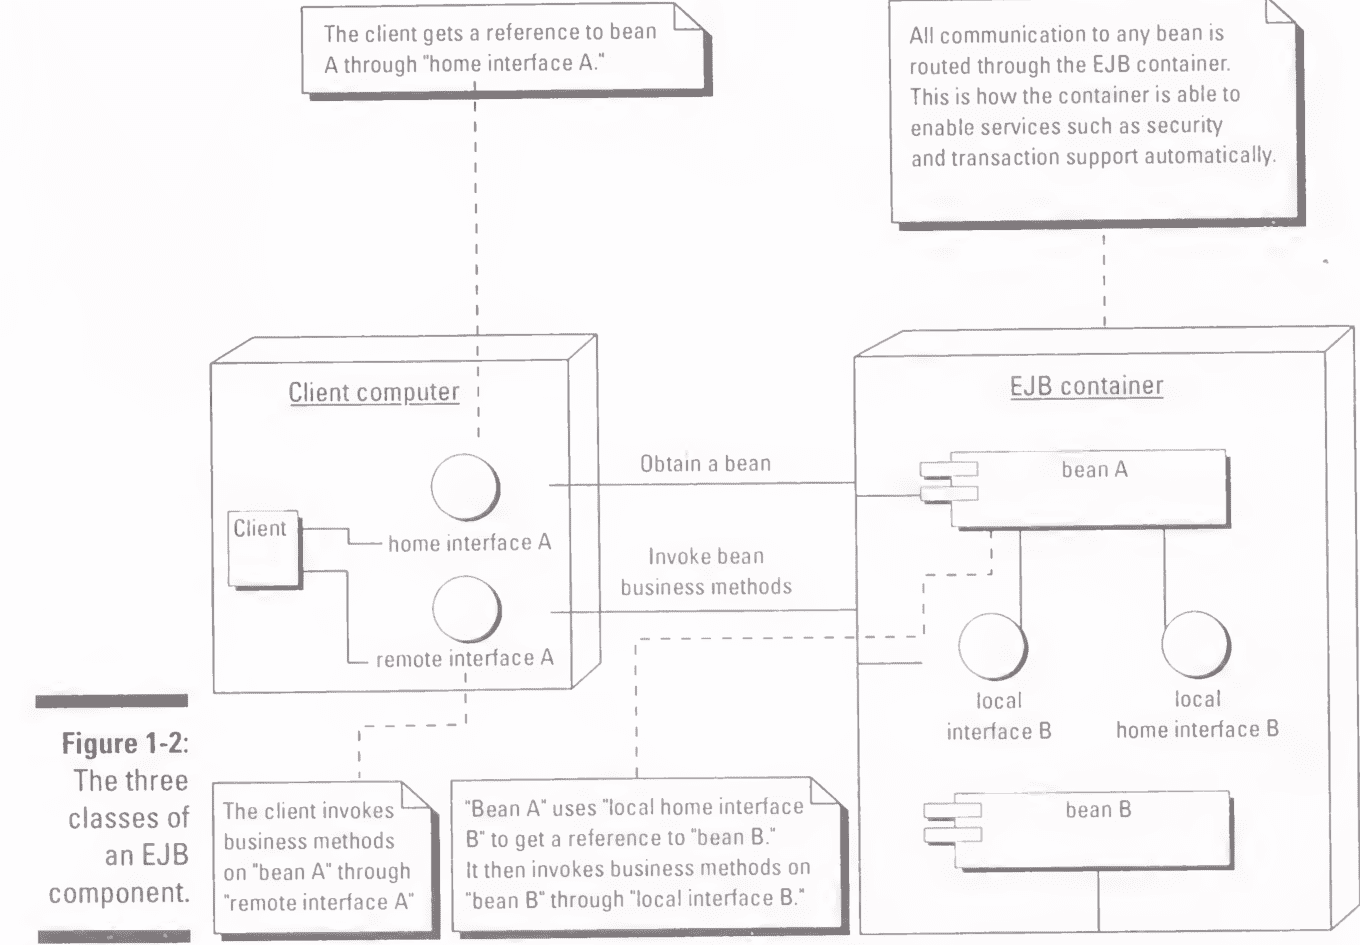 The client gets a reference to bean
A through "home interface A."
All communication to any bean is
routed through the EJB container.
This is how the container is able to
enable services such as security
and transaction support automatically.
Client computer
EJB container
Obtain a bean
bean A
Client
home interface A
Invoke bean
business methods
remote interface A
local
interface B
local
home interface B
Figure 1-2:
The three
classes of
an EJB
component.
The client invokes
business methods
on "bean A" through
"remote interface A"
"Bean A" uses "local home interface
B" to get a reference to "bean B."
It then invokes business methods on
"bean B" through "local interface B."
bean B